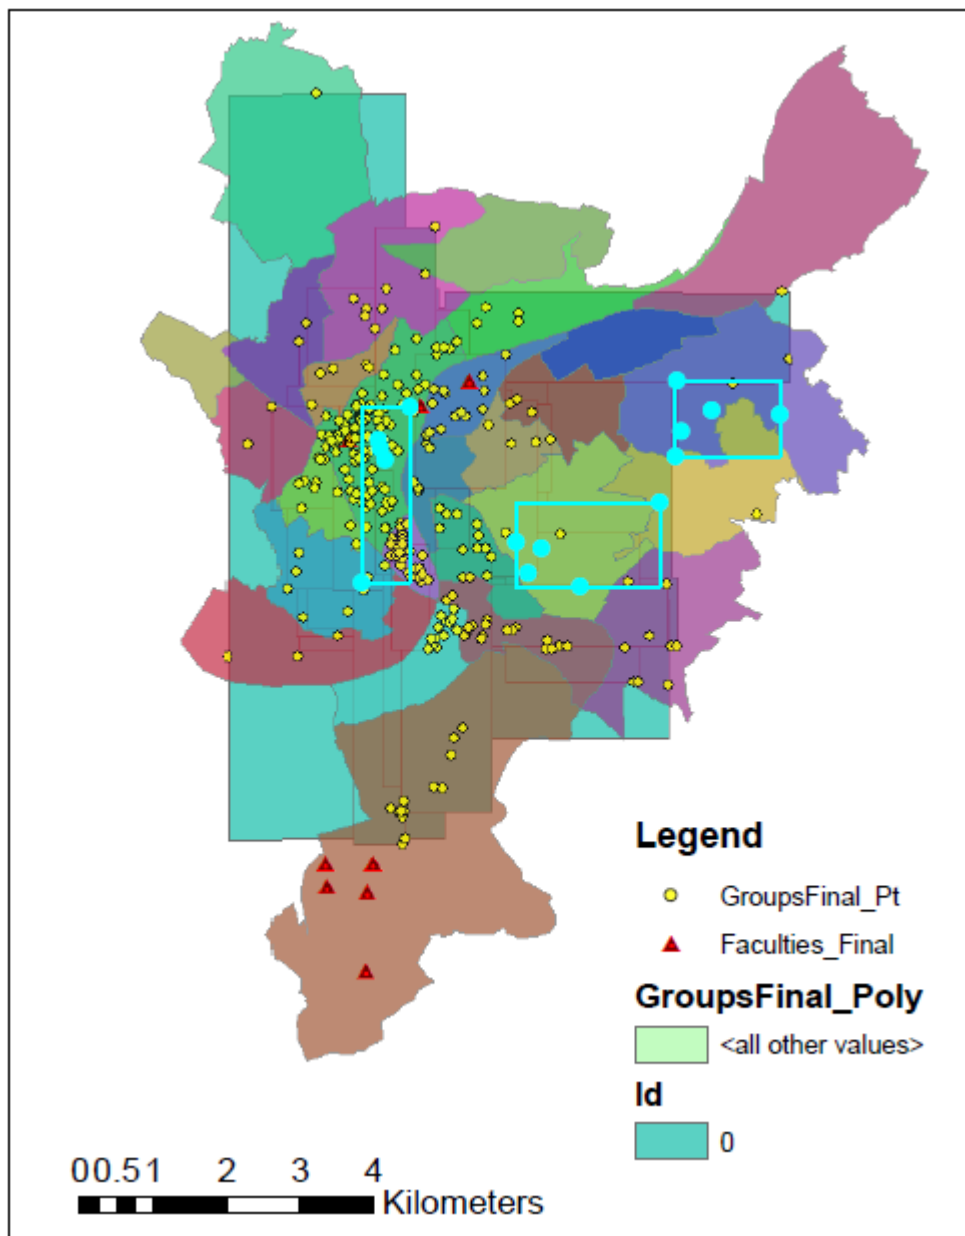 Legend
GroupsFinal_Pt
Faculties_Final
GroupsFinal_Poly
<all other values>
Id
0
00.51 2 3 4
Kilometers